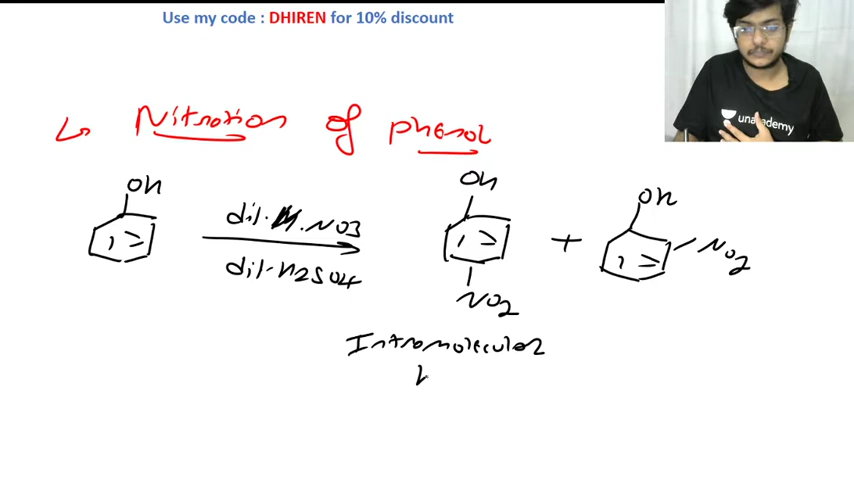 Use my code : DHIREN for 10% discount
unacademy
↳ Nitration of phenol
OH OH OH
dil. HNO3
dil. H2SO4
+ NO2
NO2
Intramolecular